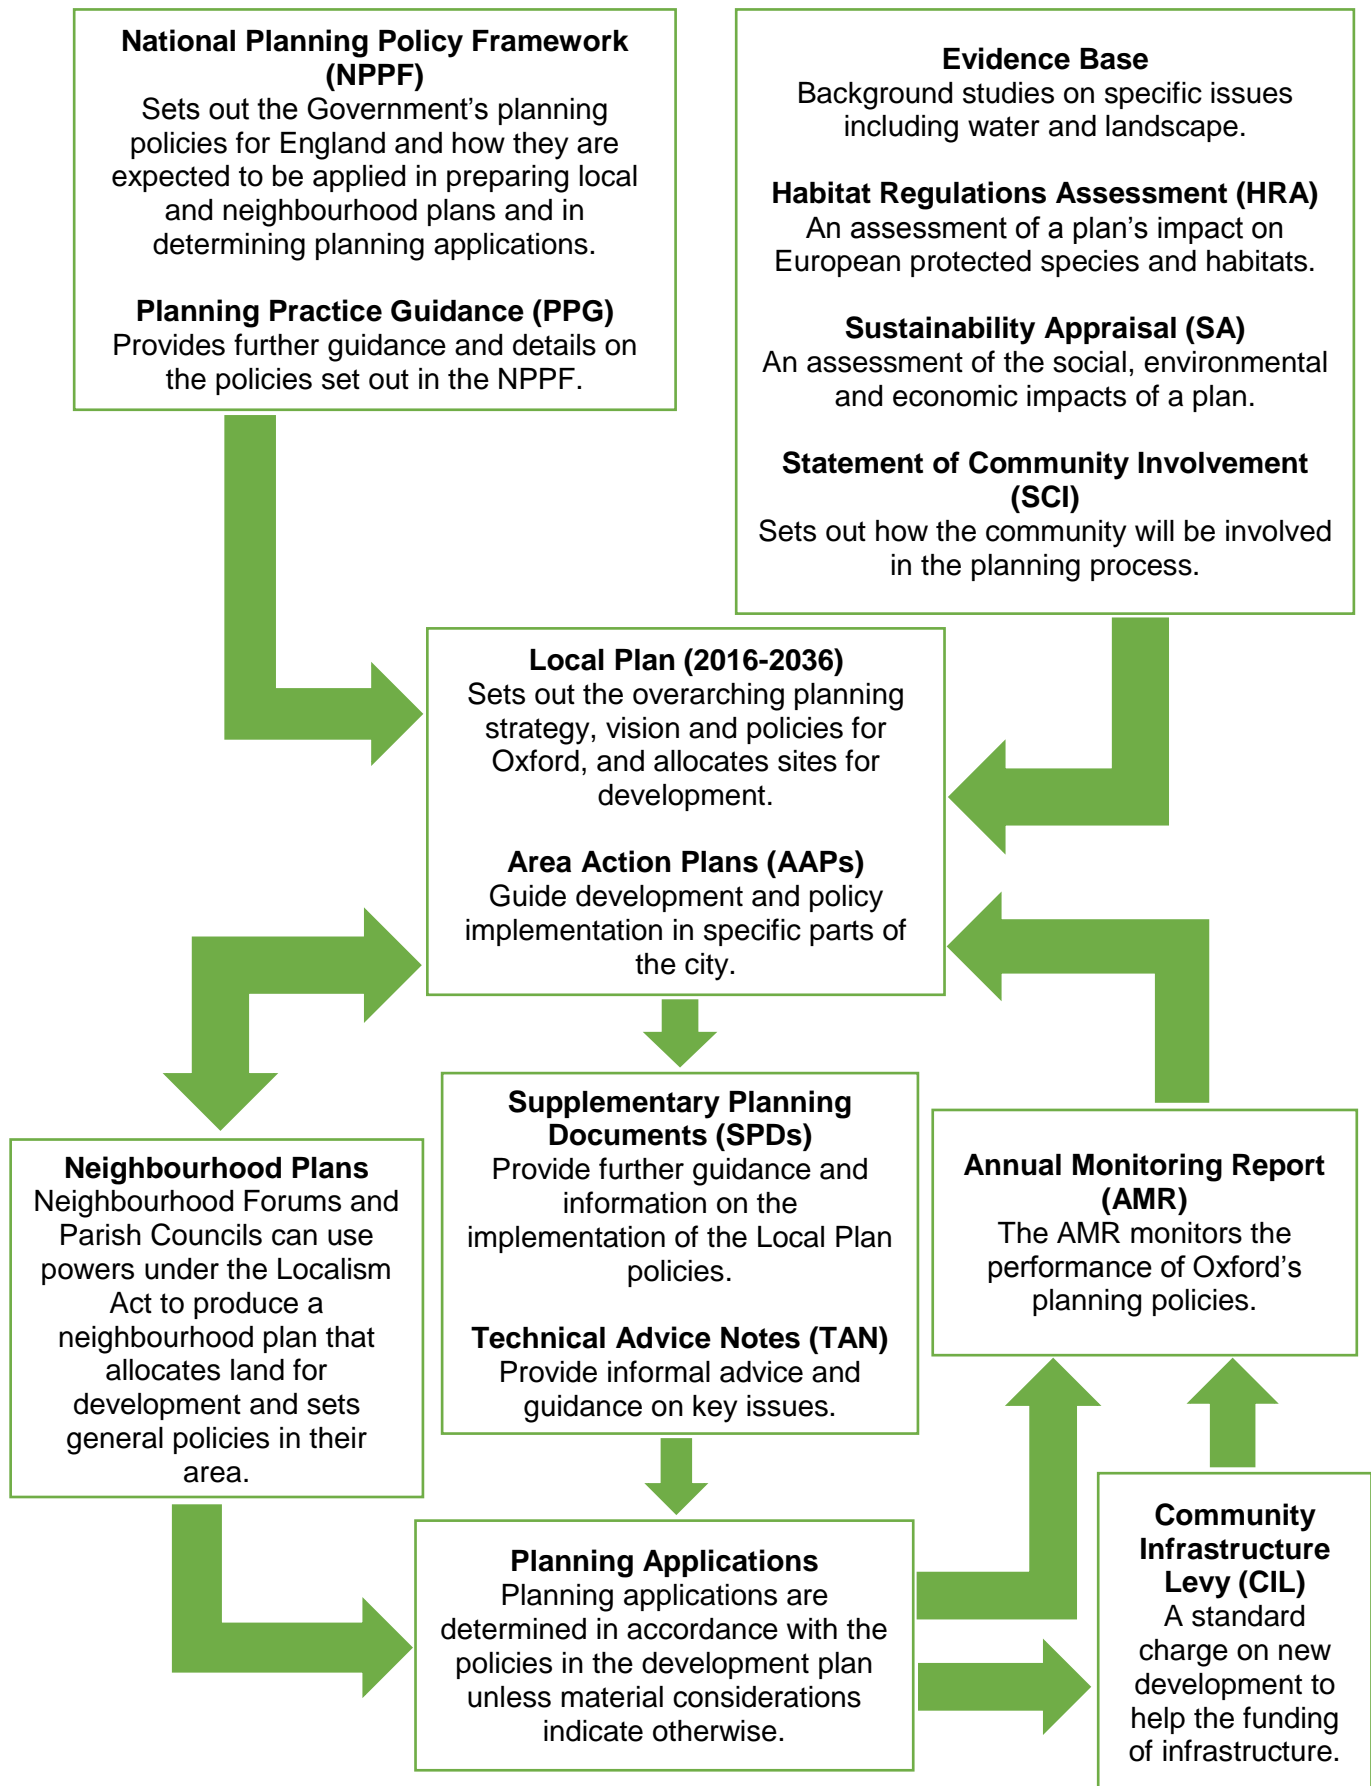 National Planning Policy Framework
(NPPF)
Sets out the Government’s planning
policies for England and how they are
expected to be applied in preparing local
and neighbourhood plans and in
determining planning applications.
Planning Practice Guidance (PPG)
Provides further guidance and details on
the policies set out in the NPPF.
Evidence Base
Background studies on specific issues
including water and landscape.
Habitat Regulations Assessment (HRA)
An assessment of a plan’s impact on
European protected species and habitats.
Sustainability Appraisal (SA)
An assessment of the social, environmental
and economic impacts of a plan.
Statement of Community Involvement
(SCI)
Sets out how the community will be involved
in the planning process.
Local Plan (2016-2036)
Sets out the overarching planning
strategy, vision and policies for
Oxford, and allocates sites for
development.
Area Action Plans (AAPs)
Guide development and policy
implementation in specific parts of
the city.
Neighbourhood Plans
Neighbourhood Forums and
Parish Councils can use
powers under the Localism
Act to produce a
neighbourhood plan that
allocates land for
development and sets
general policies in their
area.
Supplementary Planning
Documents (SPDs)
Provide further guidance and
information on the
implementation of the Local Plan
policies.
Technical Advice Notes (TAN)
Provide informal advice and
guidance on key issues.
Annual Monitoring Report
(AMR)
The AMR monitors the
performance of Oxford’s
planning policies.
Planning Applications
Planning applications are
determined in accordance with the
policies in the development plan
unless material considerations
indicate otherwise.
Community
Infrastructure
Levy (CIL)
A standard
charge on new
development to
help the funding
of infrastructure.